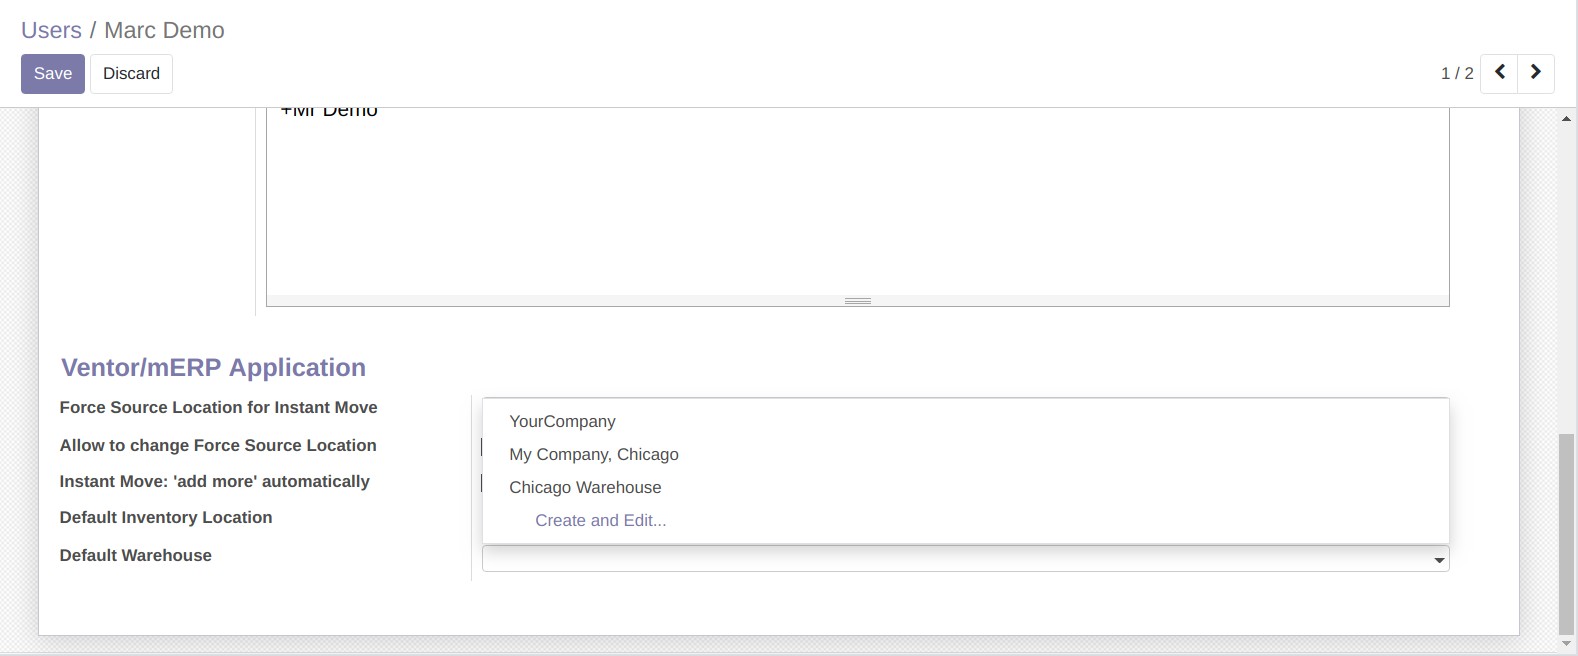 Users / Marc Demo
Save Discard 1 / 2
+Mr Demo
Ventor/mERP Application
Force Source Location for Instant Move
Allow to change Force Source Location
Instant Move: 'add more' automatically
Default Inventory Location
Default Warehouse
YourCompany
My Company, Chicago
Chicago Warehouse
Create and Edit...